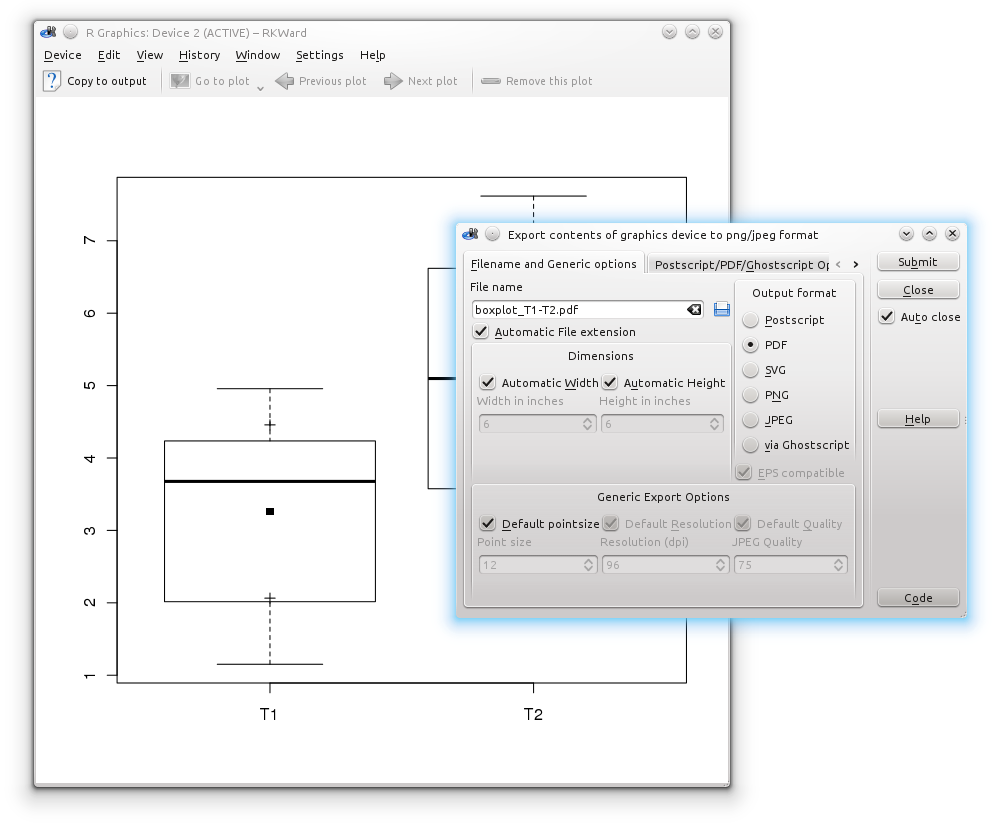 R Graphics: Device 2 (ACTIVE) – RKWard
Device Edit View History Window Settings Help
Copy to output Go to plot Previous plot Next plot Remove this plot
7
6
5
4
3
2
1
T1 T2
Export contents of graphics device to png/jpeg format
Filename and Generic options Postscript/PDF/Ghostscript Op
File name
boxplot_T1-T2.pdf
Automatic File extension
Dimensions
Automatic Width Automatic Height
Width in inches Height in inches
6 6
Output format
Postscript
PDF
SVG
PNG
JPEG
via Ghostscript
EPS compatible
Generic Export Options
Default pointsize Default Resolution Default Quality
Point size Resolution (dpi) JPEG Quality
12 96 75
Submit
Close
Auto close
Help
Code